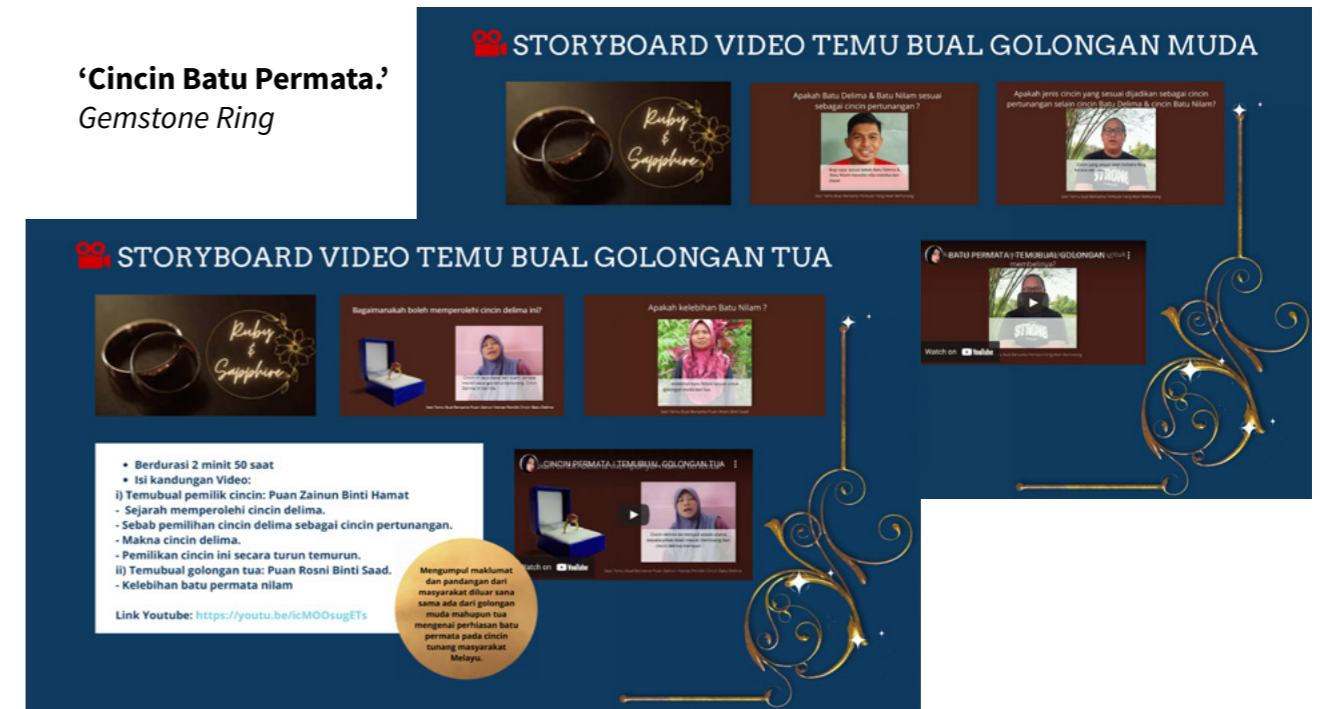 ‘Cincin Batu Permata.’
Gemstone Ring
STORYBOARD VIDEO TEMU BUAL GOLONGAN MUDA
Ruby
&
Sapphire
Apakah Batu Delima & Batu Nilam sesuai
sebagai cincin pertunangan ?
Apakah jenis cincin yang sesuai dijadikan sebagai cincin
pertunangan selain cincin Batu Delima & cincin Batu Nilam?
STRONG
BATU PERMATA | TEMUBUAL GOLONGAN
membelinya?
STRONG
Watch on YouTube
STORYBOARD VIDEO TEMU BUAL GOLONGAN TUA
Ruby
&
Sapphire
Bagaimanakah boleh memperolehi cincin delima ini?
Apakah kelebihan Batu Nilam ?
• Berdurasi 2 minit 50 saat
• Isi kandungan Video:
i) Temubual pemilik cincin: Puan Zainun Binti Hamat
- Sejarah memperolehi cincin delima.
- Sebab pemilihan cincin delima sebagai cincin pertunangan.
- Makna cincin delima.
- Pemilikan cincin ini secara turun temurun.
ii) Temubual golongan tua: Puan Rosni Binti Saad.
- Kelebihan batu permata nilam
Link Youtube: https://youtu.be/icMOOsugETs
CINCIN PERMATA | TEMUBUAL GOLONGAN TUA
Watch on YouTube
Mengumpul maklumat
dan pandangan dari
masyarakat diluar sana
sama ada dari golongan
muda mahupun tua
mengenai perhiasan batu
permata pada cincin
tunang masyarakat
Melayu.